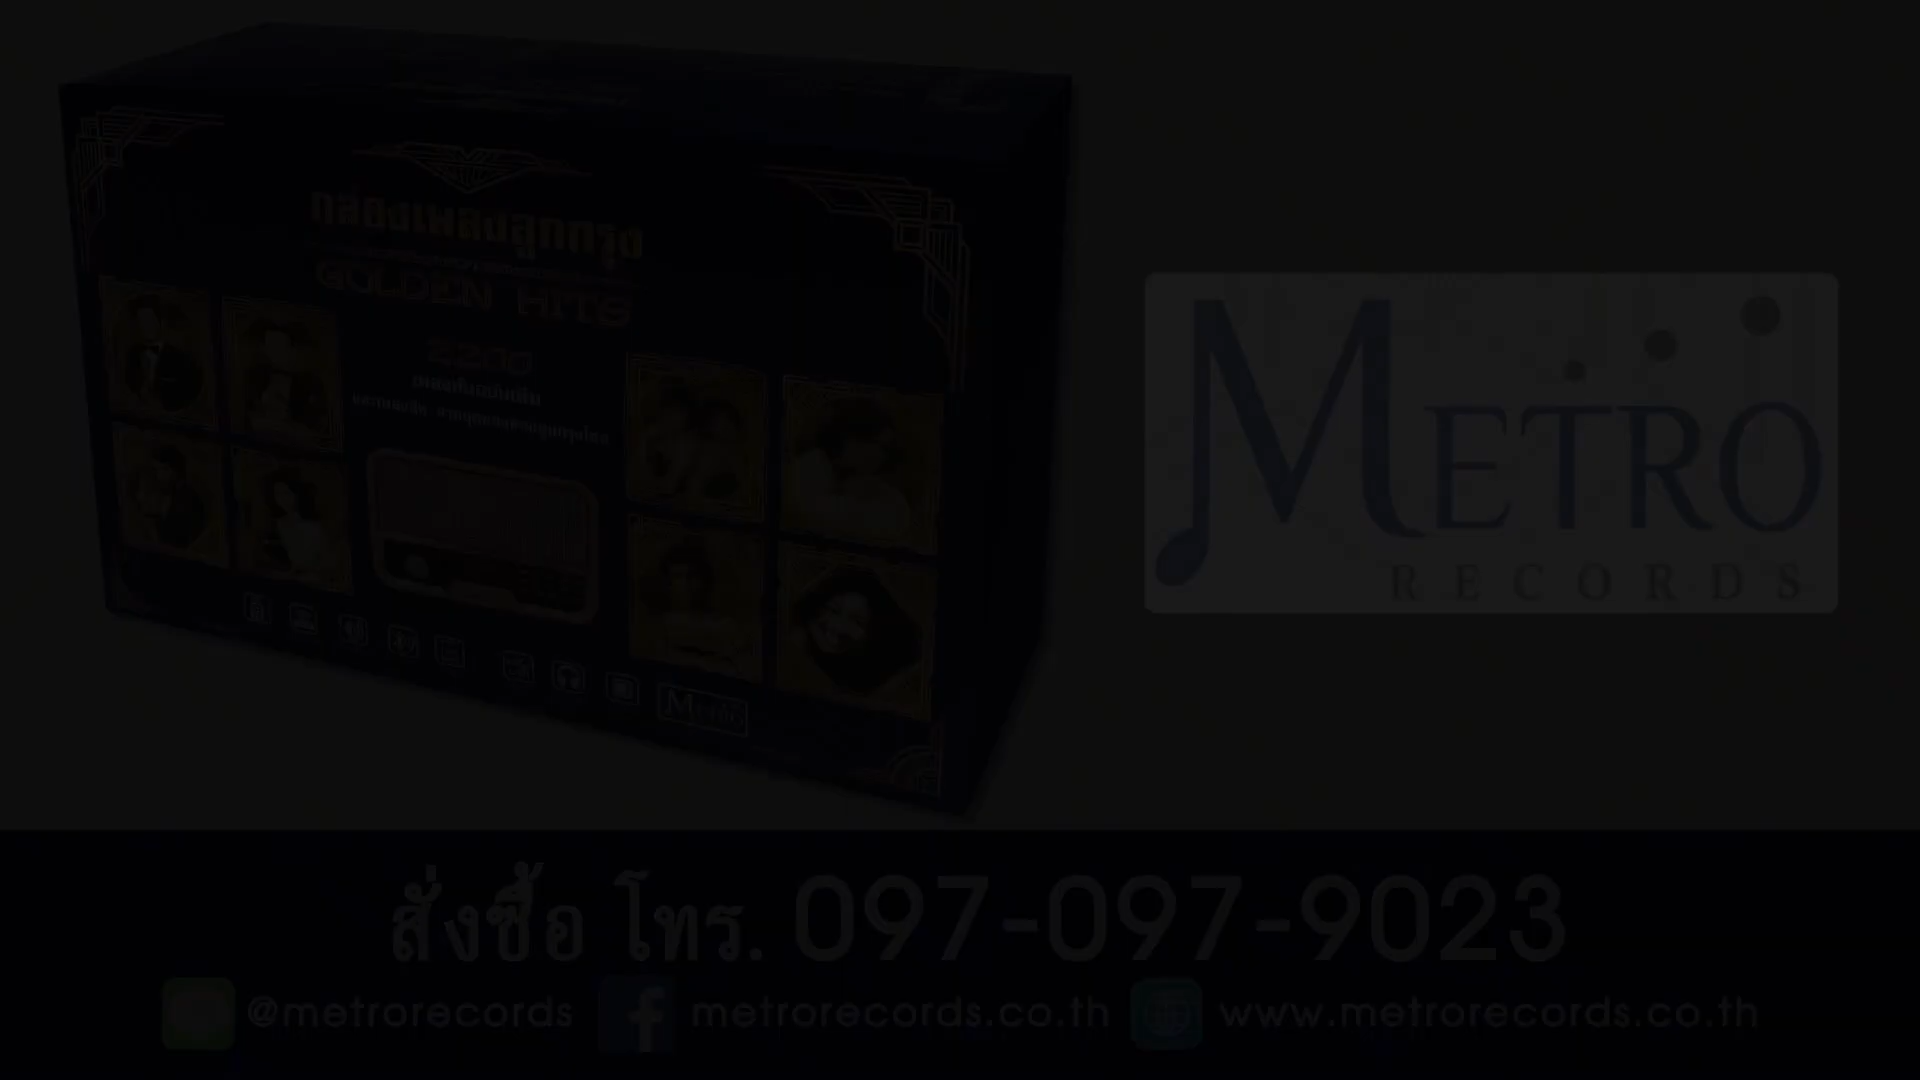 กล่องเพลงลูกกรุง
GOLDEN HITS
METRO
RECORDS
METRO
สั่งซื้อ โทร. 097-097-9023
@metrorecords metrorecords.co.th www.metrorecords.co.th